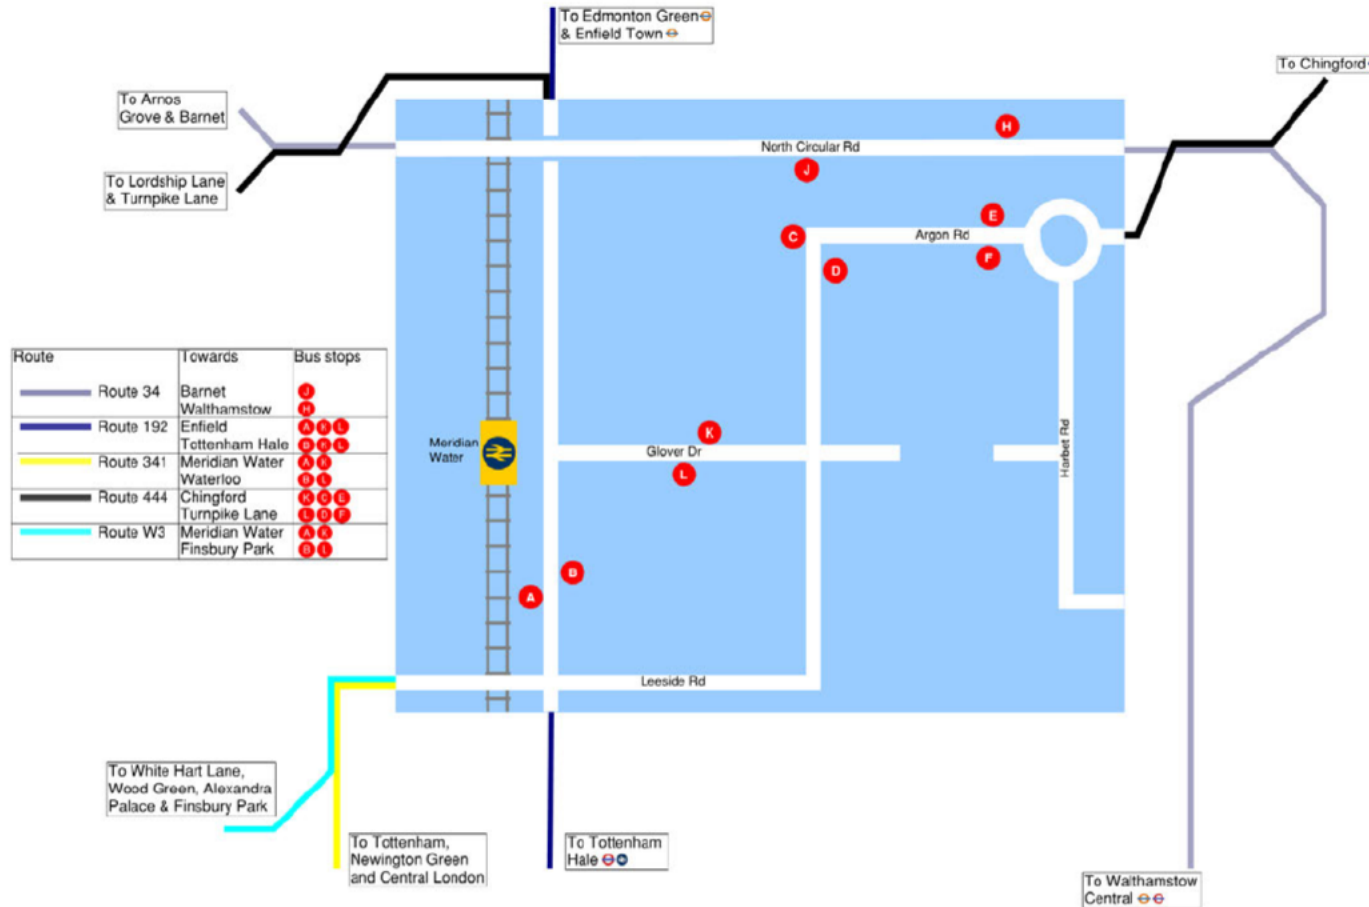 To Edmonton Green
& Enfield Town
To Chingford
To Arnos
Grove & Barnet
H
North Circular Rd
J
To Lordship Lane
& Turnpike Lane
E
C
Argon Rd
F
D
Route Towards Bus stops
Route 34 Barnet J
Walthamstow H
Route 192 Enfield A K L
Tottenham Hale B K L
Route 341 Meridian Water A K
Waterloo B L
Route 444 Chingford K C E
Turnpike Lane L D F
Route W3 Meridian Water A K
Finsbury Park B L
Meridian
Water
K
Glover Dr
L
Harbet Rd
B
A
Leeside Rd
To White Hart Lane,
Wood Green, Alexandra
Palace & Finsbury Park
To Tottenham,
Newington Green
and Central London
To Tottenham
Hale
To Walthamstow
Central